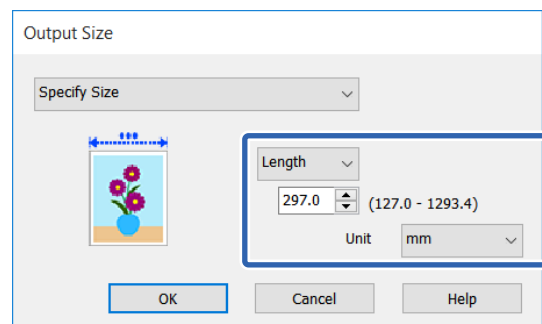 Output Size
Specify Size
Length
297.0 (127.0 - 1293.4)
Unit mm
OK Cancel Help